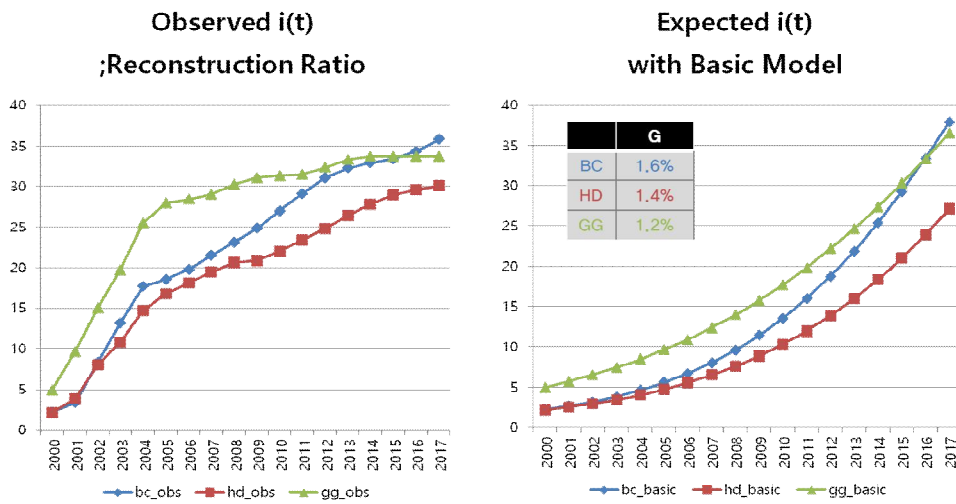 Observed i(t)
;Reconstruction Ratio
40
35
30
25
20
15
10
5
0
2000 2001 2002 2003 2004 2005 2006 2007 2008 2009 2010 2011 2012 2013 2014 2015 2016 2017
bc_obs hd_obs gg_obs
Expected i(t)
with Basic Model
40
35
30
25
20
15
10
5
0
G
BC 1.6%
HD 1.4%
GG 1.2%
2000 2001 2002 2003 2004 2005 2006 2007 2008 2009 2010 2011 2012 2013 2014 2015 2016 2017
bc_basic hd_basic gg_basic